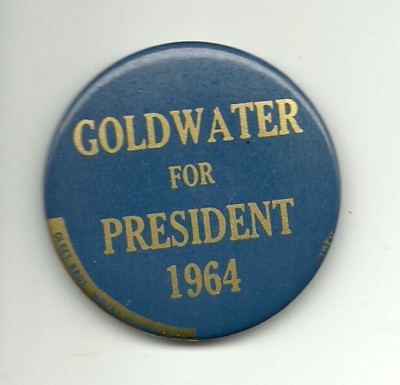 GOLDWATER
FOR
PRESIDENT
1964